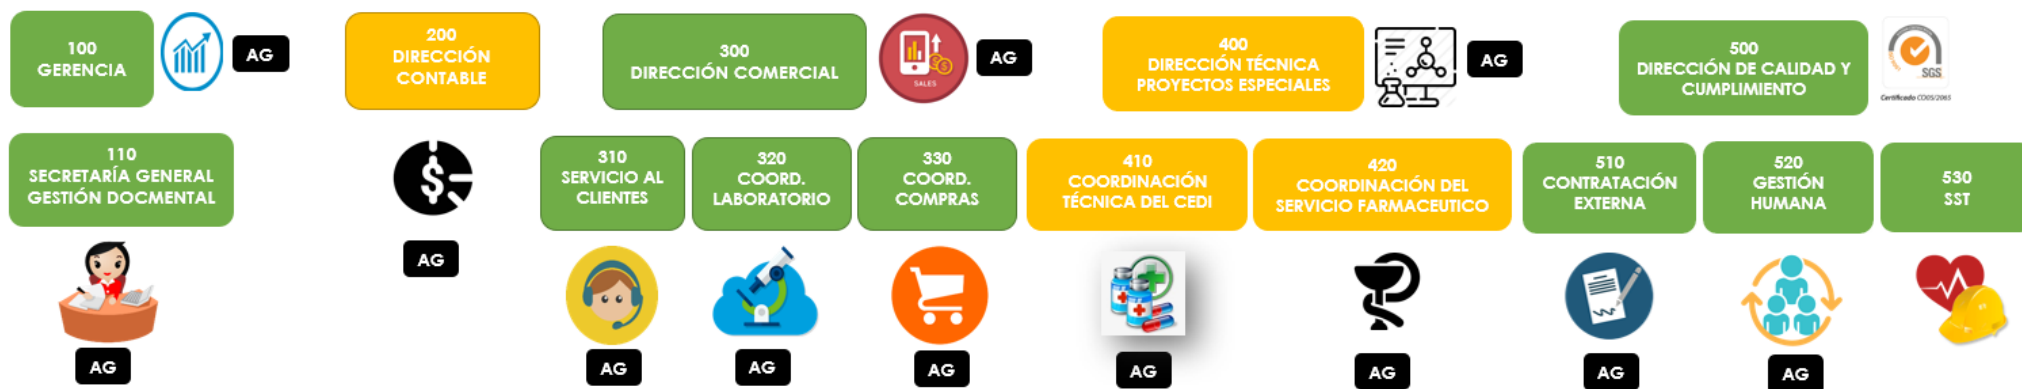 100
GERENCIA
AG
200
DIRECCIÓN
CONTABLE
300
DIRECCIÓN COMERCIAL
SALES
AG
400
DIRECCIÓN TÉCNICA
PROYECTOS ESPECIALES
AG
500
DIRECCIÓN DE CALIDAD Y
CUMPLIMIENTO
SGS
Certificado CO05/2065
110
SECRETARÍA GENERAL
GESTIÓN DOCMENTAL
310
SERVICIO AL
CLIENTES
320
COORD.
LABORATORIO
330
COORD.
COMPRAS
410
COORDINACIÓN
TÉCNICA DEL CEDI
420
COORDINACIÓN DEL
SERVICIO FARMACEUTICO
510
CONTRATACIÓN
EXTERNA
520
GESTIÓN
HUMANA
530
SST
AG
AG
AG
AG
AG
AG
AG
AG
AG